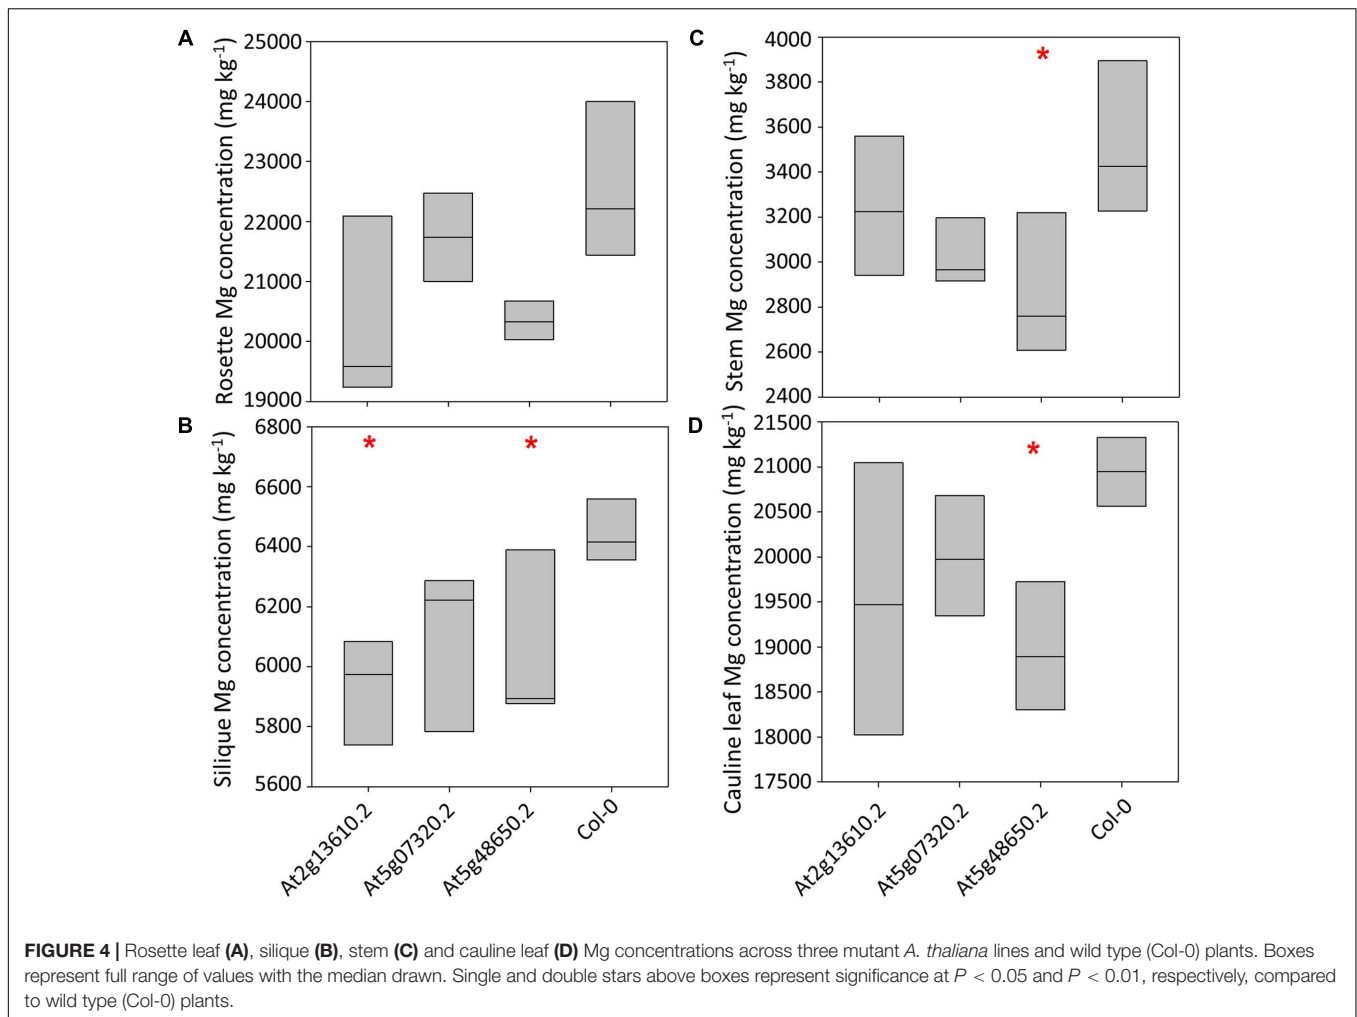 A
Rosette Mg concentration (mg kg⁻¹)
25000
24000
23000
22000
21000
20000
19000
C
*
Stem Mg concentration (mg kg⁻¹)
4000
3800
3600
3400
3200
3000
2800
2600
2400
B
* *
Silique Mg concentration (mg kg⁻¹)
6800
6600
6400
6200
6000
5800
5600
At2g13610.2
At5g07320.2
At5g48650.2
Col-0
D
*
Cauline leaf Mg concentration (mg kg⁻¹)
21500
21000
20500
20000
19500
19000
18500
18000
17500
At2g13610.2
At5g07320.2
At5g48650.2
Col-0
FIGURE 4 | Rosette leaf (A), silique (B), stem (C) and cauline leaf (D) Mg concentrations across three mutant A. thaliana lines and wild type (Col-0) plants. Boxes
represent full range of values with the median drawn. Single and double stars above boxes represent significance at P < 0.05 and P < 0.01, respectively, compared
to wild type (Col-0) plants.